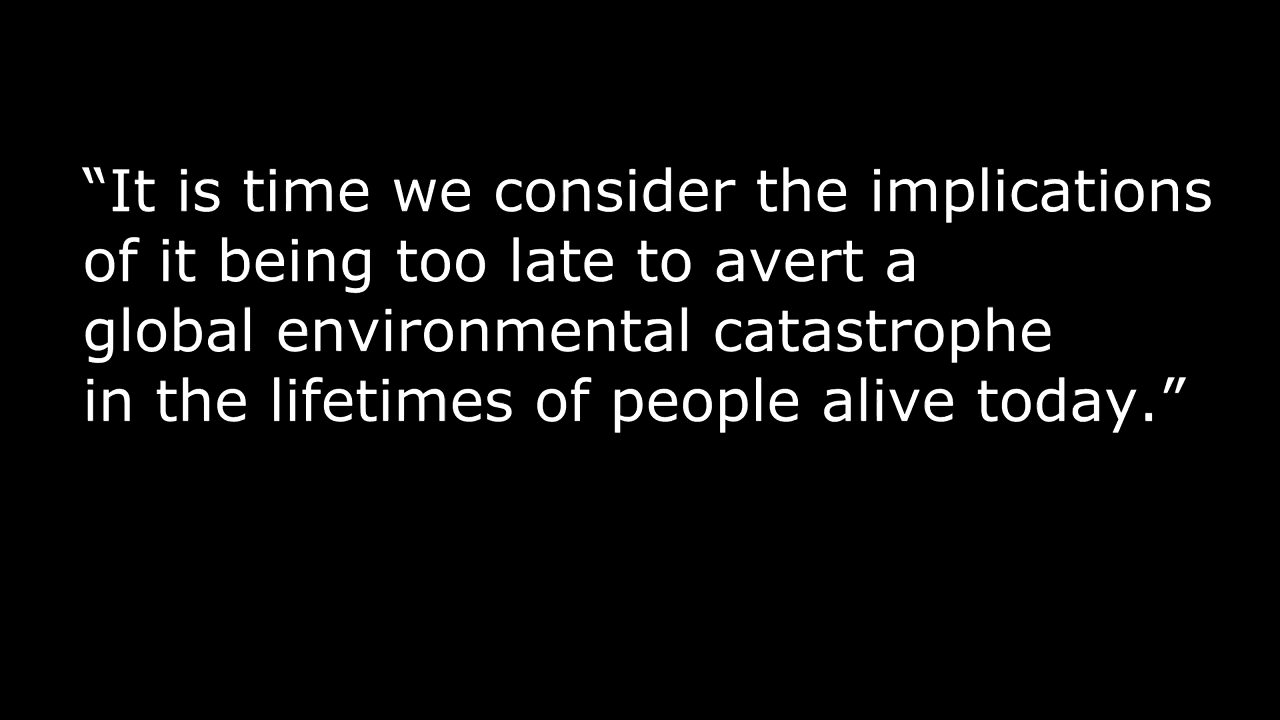 “It is time we consider the implications
of it being too late to avert a
global environmental catastrophe
in the lifetimes of people alive today.”